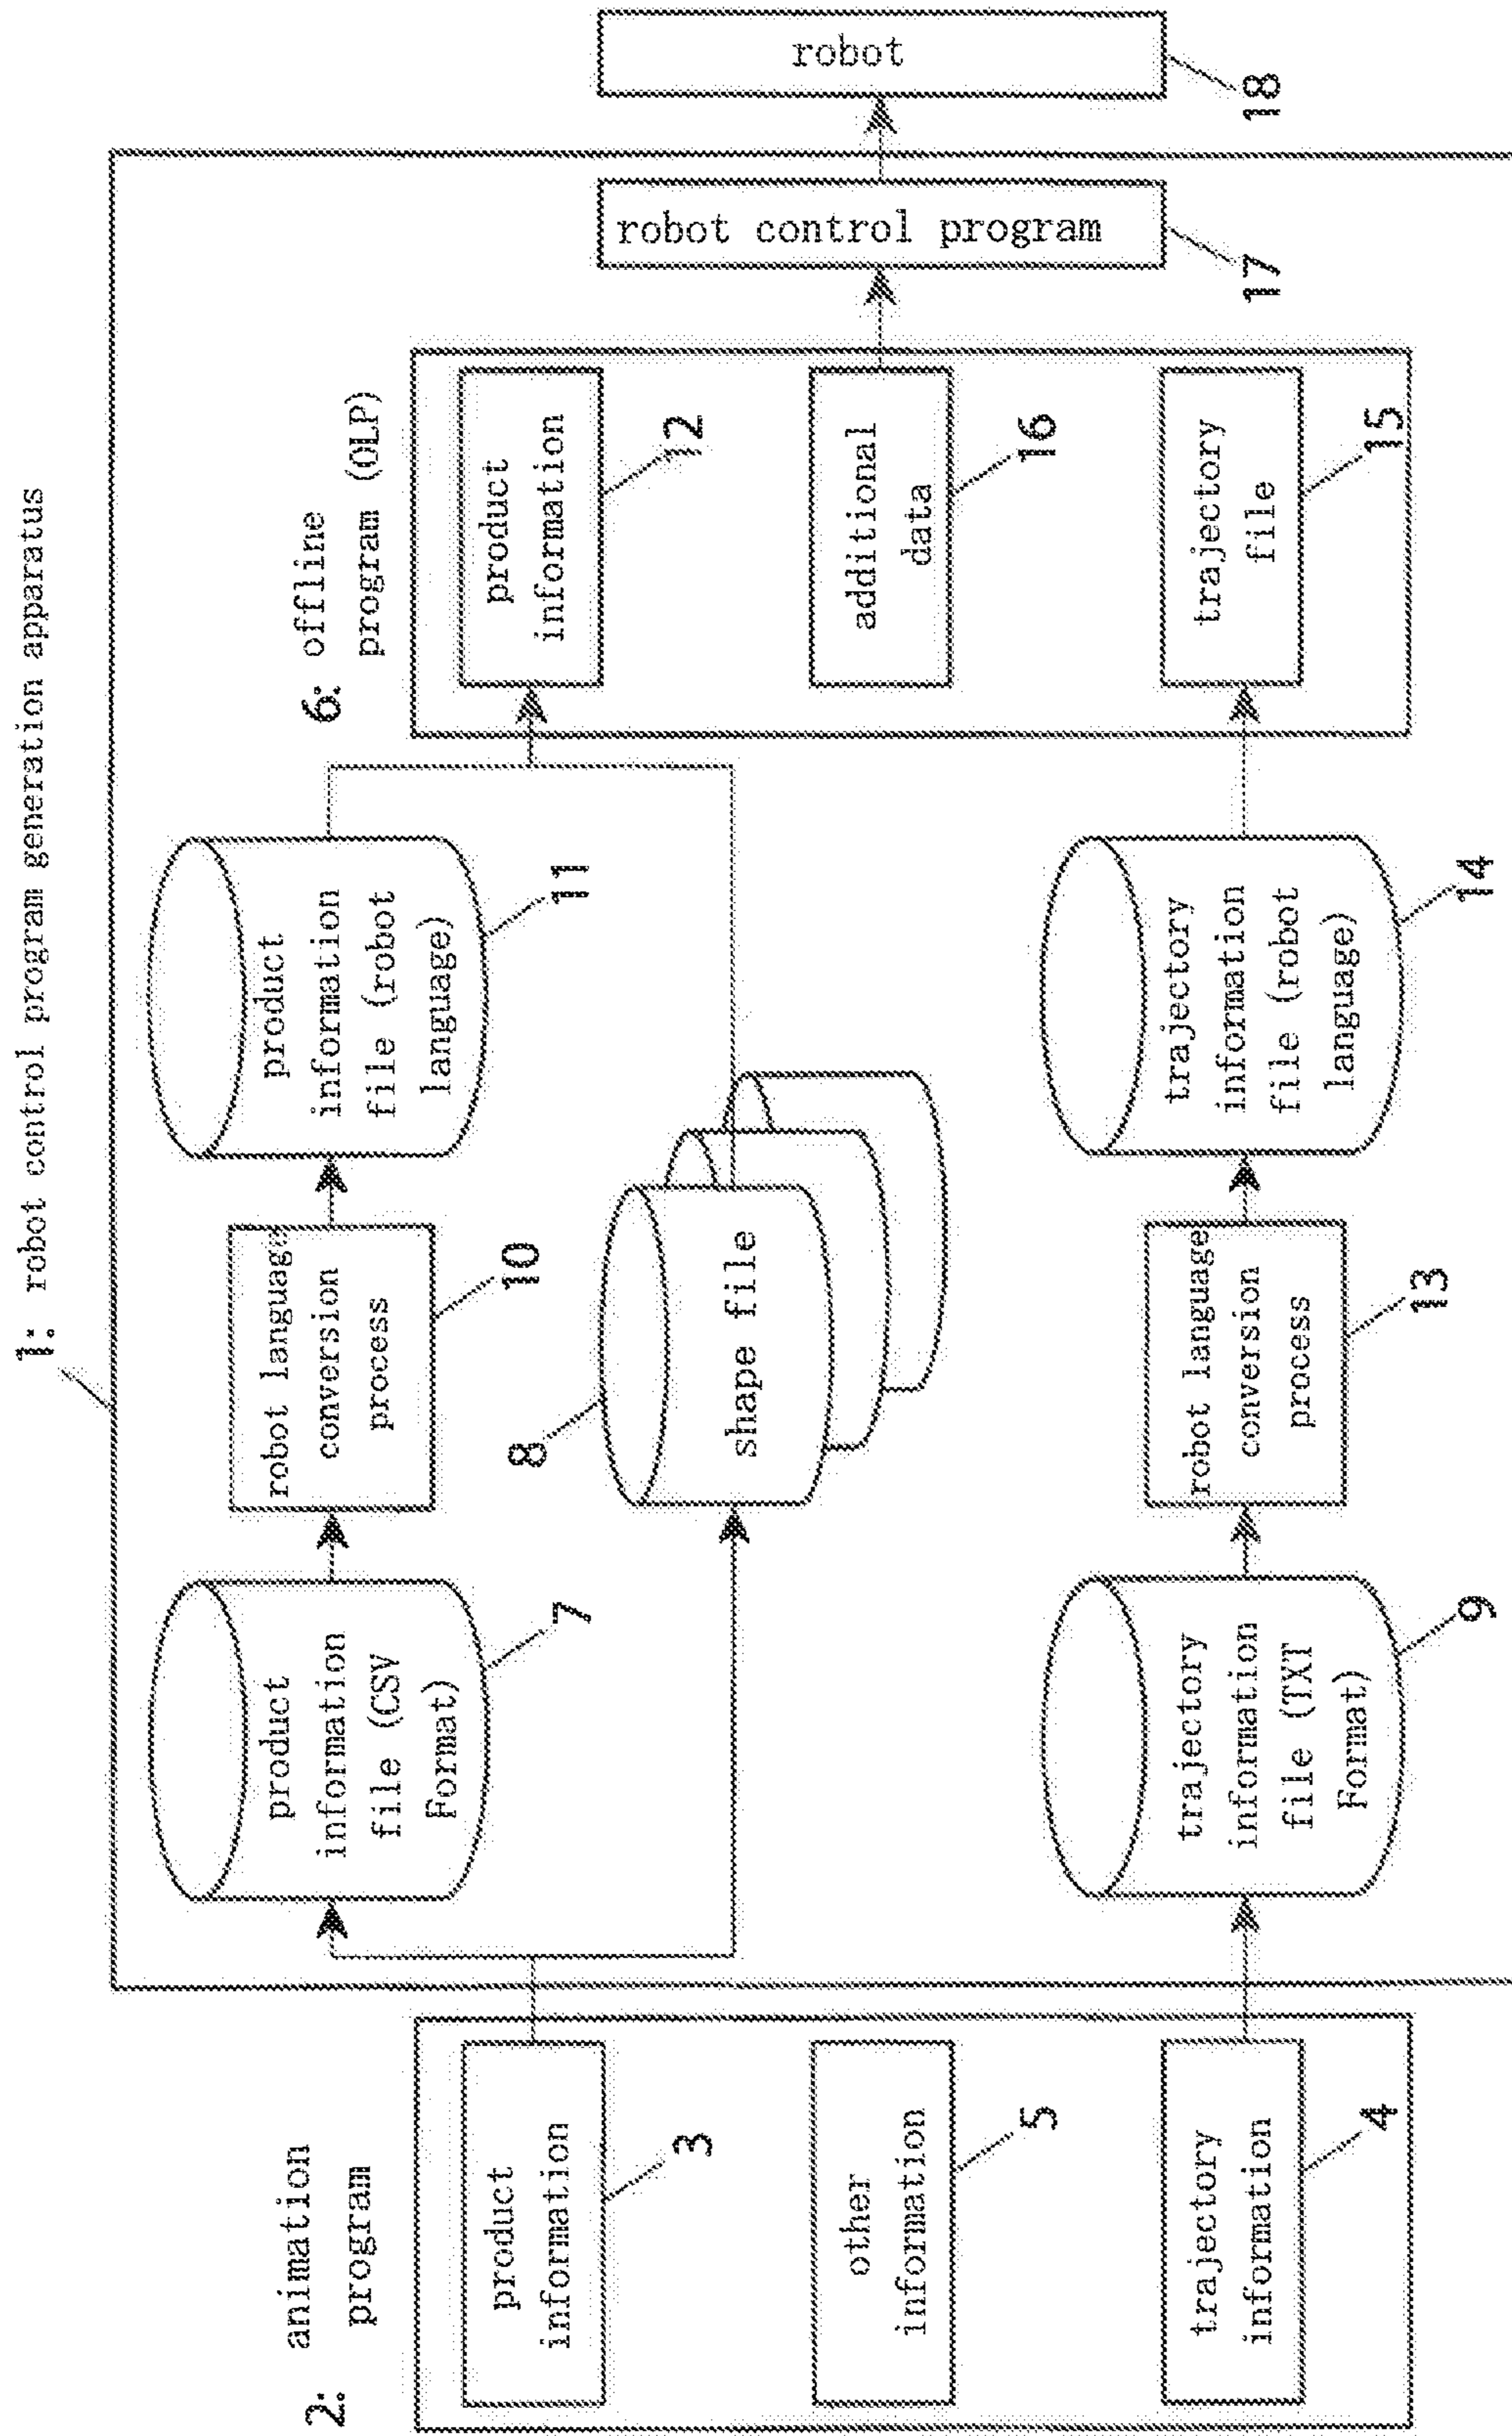 1: robot control program generation apparatus
2: animation
program
product
information
3
other
information
5
trajectory
information
4
product
information
file (CSV
Format)
7
robot language
conversion
process
10
product
information
file (robot
language)
11
8
shape file
trajectory
information
file (TXT
Format)
9
robot language
conversion
process
13
trajectory
information
file (robot
language)
14
6: offline
program (OLP)
product
information
12
additional
data
16
trajectory
file
15
robot control program
17
robot
18